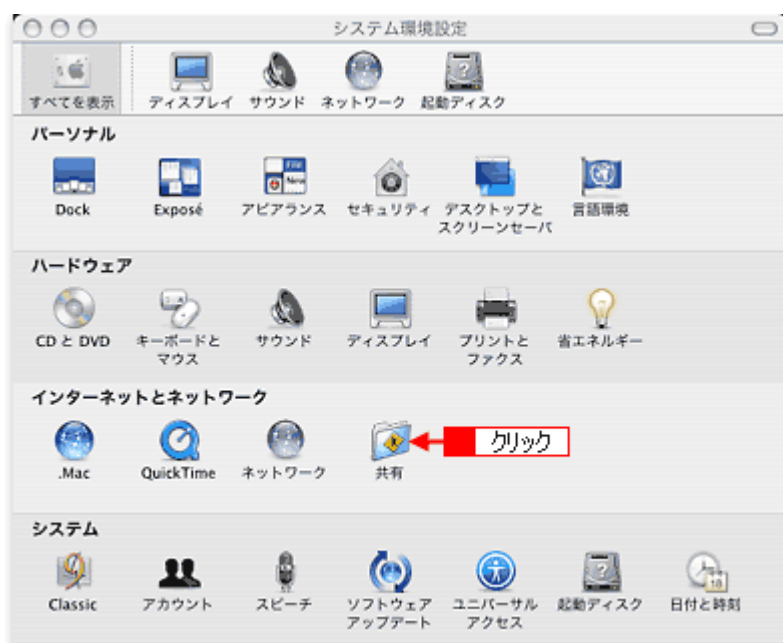 システム環境設定
すべてを表示 ディスプレイ サウンド ネットワーク 起動ディスク
パーソナル
Dock Exposé アピアランス セキュリティ デスクトップと 言語環境
スクリーンセーバ
ハードウェア
CD と DVD キーボードと サウンド ディスプレイ プリントと 省エネルギー
マウス ファクス
インターネットとネットワーク
クリック
.Mac QuickTime ネットワーク 共有
システム
Classic アカウント スピーチ ソフトウェア ユニバーサル 起動ディスク 日付と時刻
アップデート アクセス